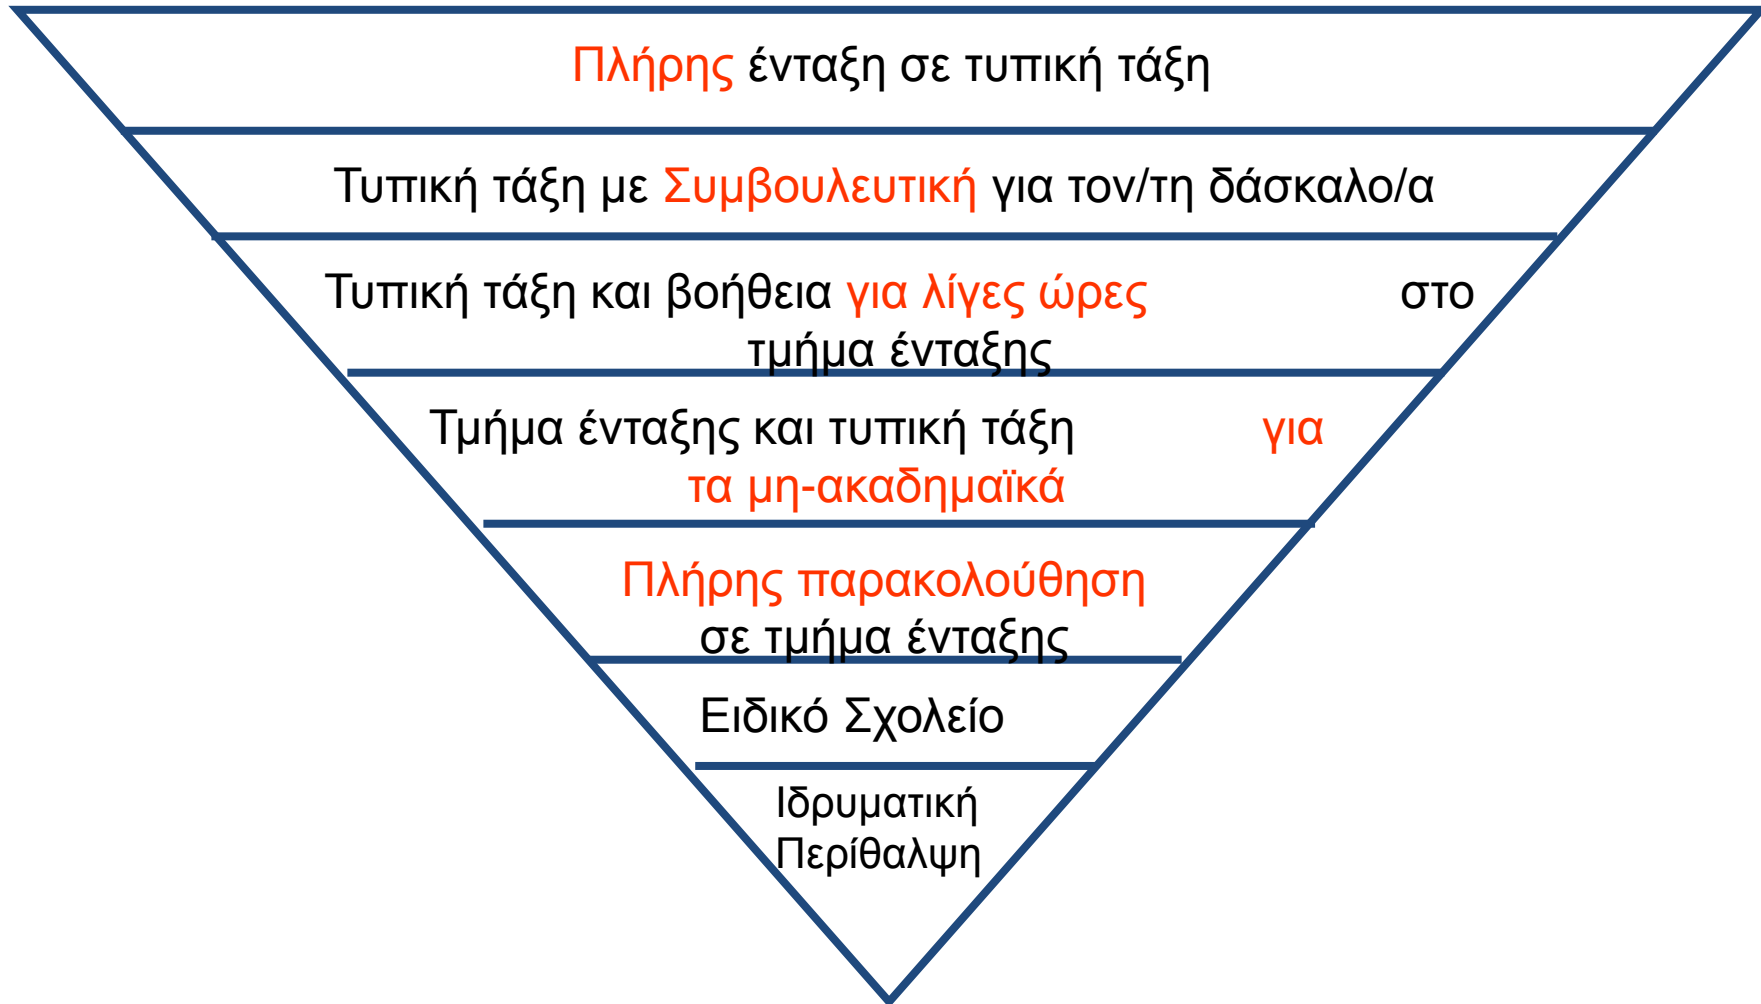 Πλήρης ένταξη σε τυπική τάξη
Τυπική τάξη με Συμβουλευτική για τον/τη δάσκαλο/α
Τυπική τάξη και βοήθεια για λίγες ώρες στο
τμήμα ένταξης
Τμήμα ένταξης και τυπική τάξη για
τα μη-ακαδημαϊκά
Πλήρης παρακολούθηση
σε τμήμα ένταξης
Ειδικό Σχολείο
Ιδρυματική
Περίθαλψη